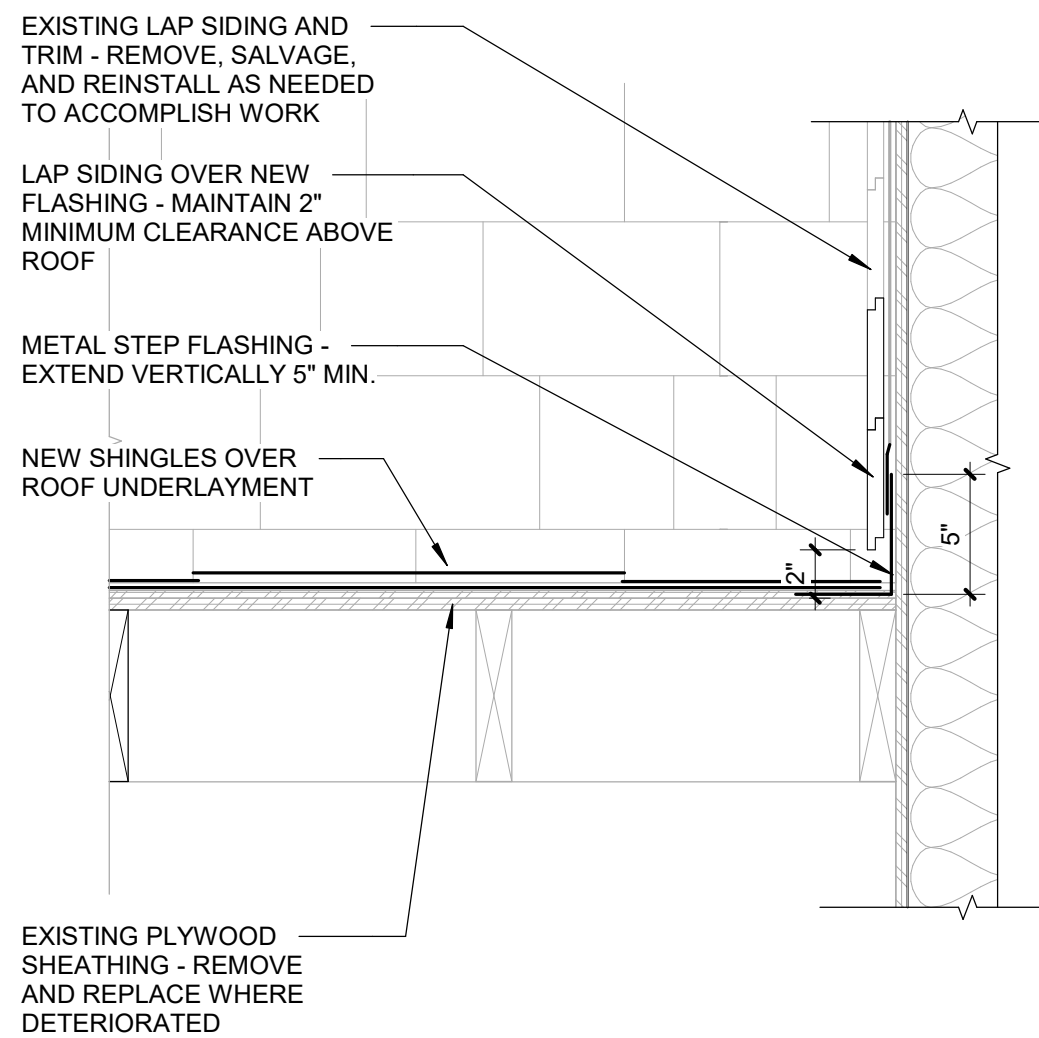 EXISTING LAP SIDING AND
TRIM - REMOVE, SALVAGE,
AND REINSTALL AS NEEDED
TO ACCOMPLISH WORK
LAP SIDING OVER NEW
FLASHING - MAINTAIN 2"
MINIMUM CLEARANCE ABOVE
ROOF
METAL STEP FLASHING -
EXTEND VERTICALLY 5" MIN.
NEW SHINGLES OVER
ROOF UNDERLAYMENT
2"
5"
EXISTING PLYWOOD
SHEATHING - REMOVE
AND REPLACE WHERE
DETERIORATED